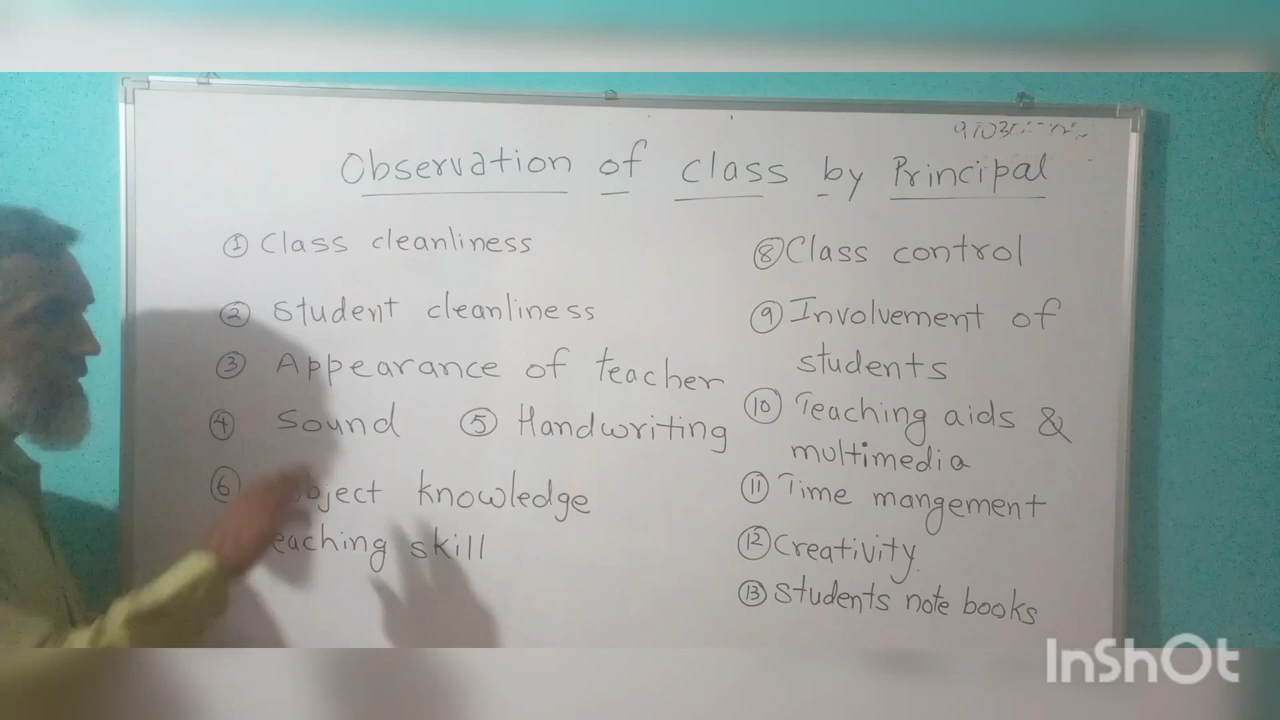 Observation of class by Principal
① Class cleanliness
② Student cleanliness
③ Appearance of teacher
④ Sound ⑤ Handwriting
⑥ knowledge
skill
⑧ Class control
⑨ Involvement of
students
⑩ Teaching aids &
multimedia
⑪ Time mangement
⑫ Creativity.
⑬ Students note books
InShOt